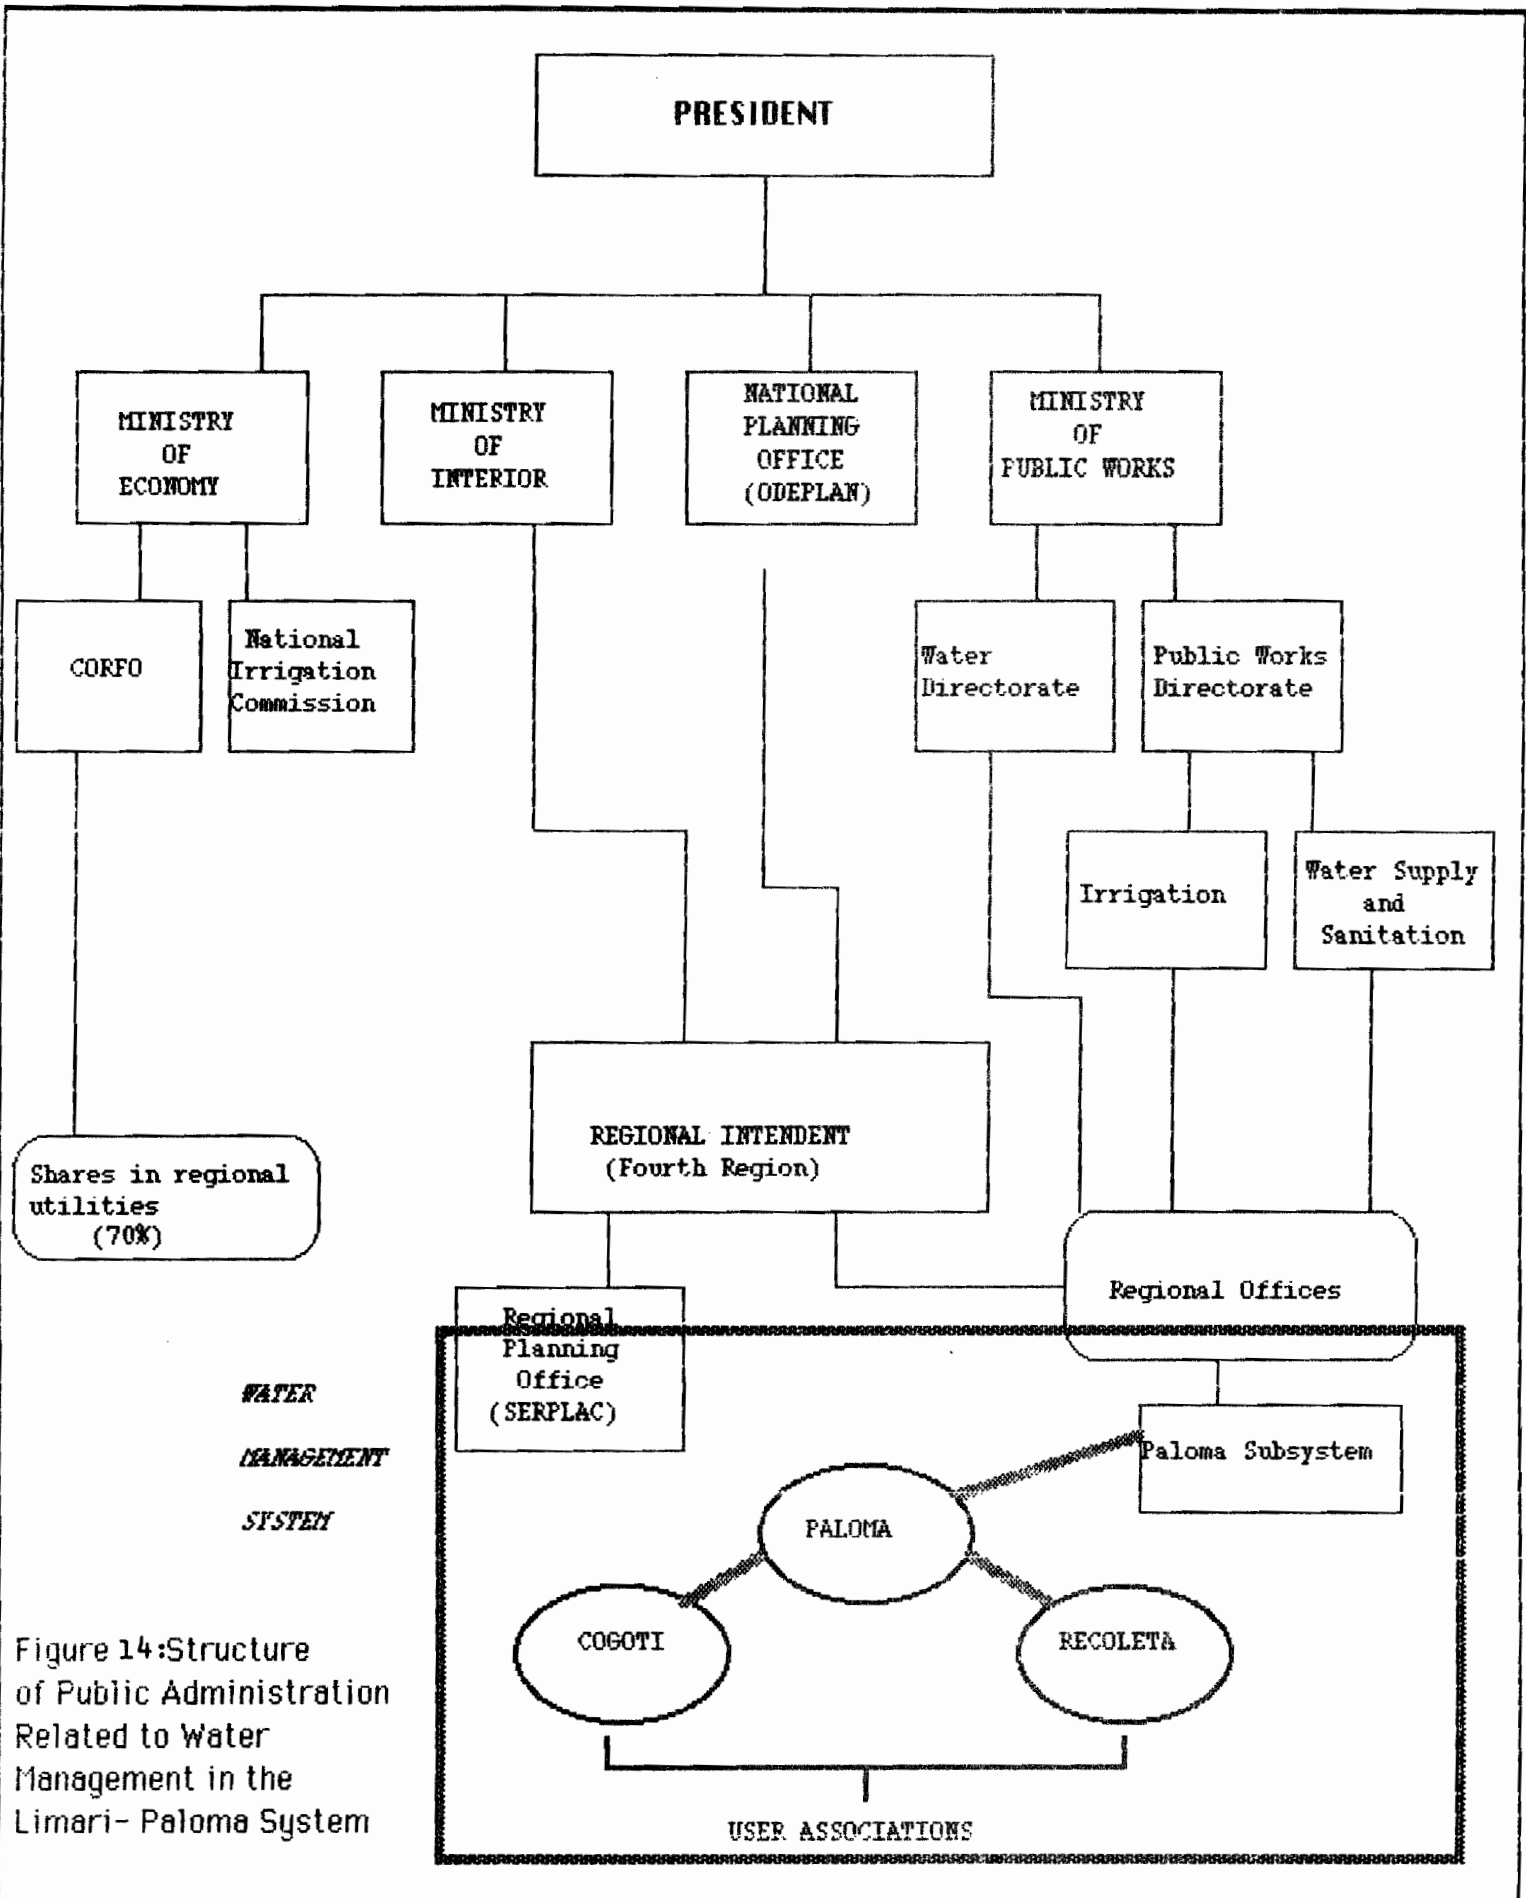 PRESIDENT
MINISTRY
OF
ECONOMY
MINISTRY
OF
INTERIOR
NATIONAL
PLANNING
OFFICE
(ODEPLAN)
MINISTRY
OF
PUBLIC WORKS
CORFO
National
Irrigation
Commission
Water
Directorate
Public Works
Directorate
Irrigation
Water Supply
and
Sanitation
REGIONAL INTENDENT
(Fourth Region)
Shares in regional
utilities
(70%)
Regional Offices
Regional
Planning
Office
(SERPLAC)
WATER
MANAGEMENT
SYSTEM
Paloma Subsystem
PALOMA
COGOTI
RECOLETA
USER ASSOCIATIONS
Figure 14:Structure
of Public Administration
Related to Water
Management in the
Limari- Paloma System